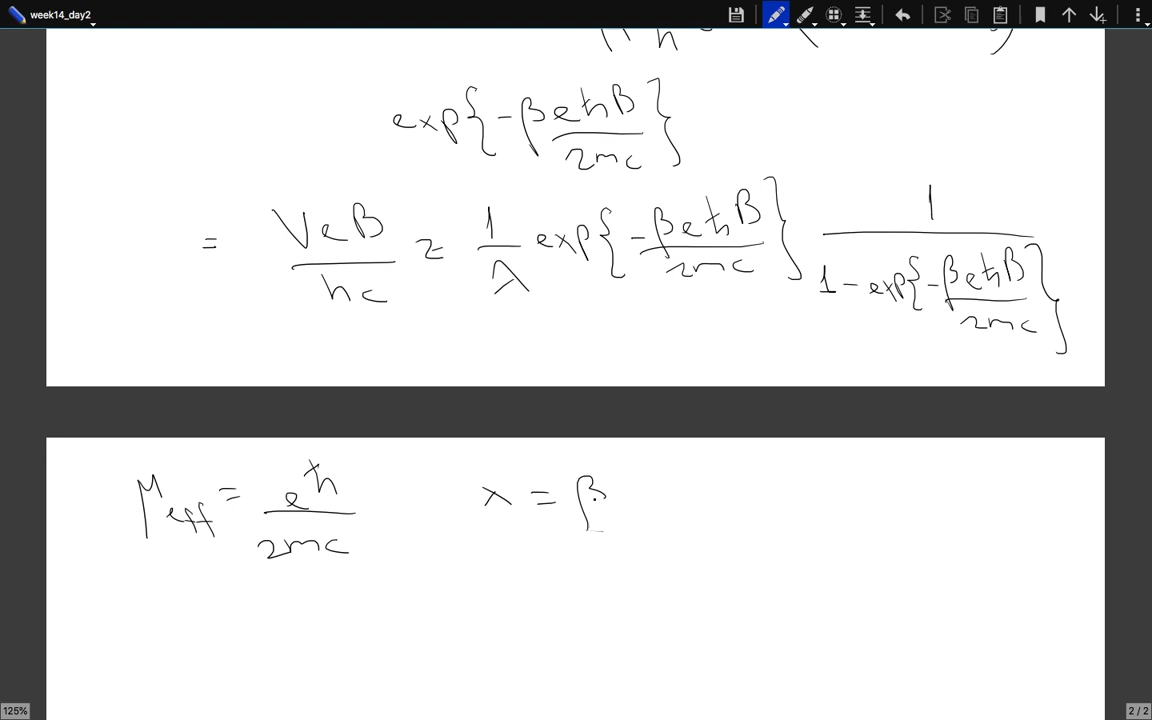 week14_day2
exp{-βeħB/2mc}
= VeB/hc z 1/λ exp{-βeħB/2mc} 1/1-exp{-βeħB/2mc}
μeff = eħ/2mc x = β
125%
2 / 2